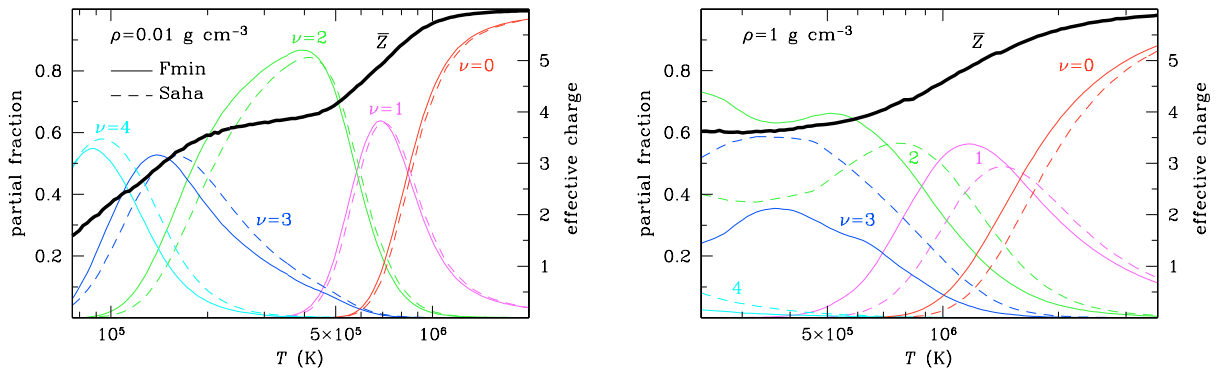 ρ=0.01 g cm⁻³
Fmin
Saha
ν=2
Z̅
ν=0
ν=4
ν=1
ν=3
0.8
0.6
0.4
0.2
partial fraction
5
4
3
2
1
effective charge
10⁵
5×10⁵
10⁶
T (K)
ρ=1 g cm⁻³
Z̅
ν=0
2
1
ν=3
4
0.8
0.6
0.4
0.2
partial fraction
5
4
3
2
1
effective charge
5×10⁵
10⁶
T (K)